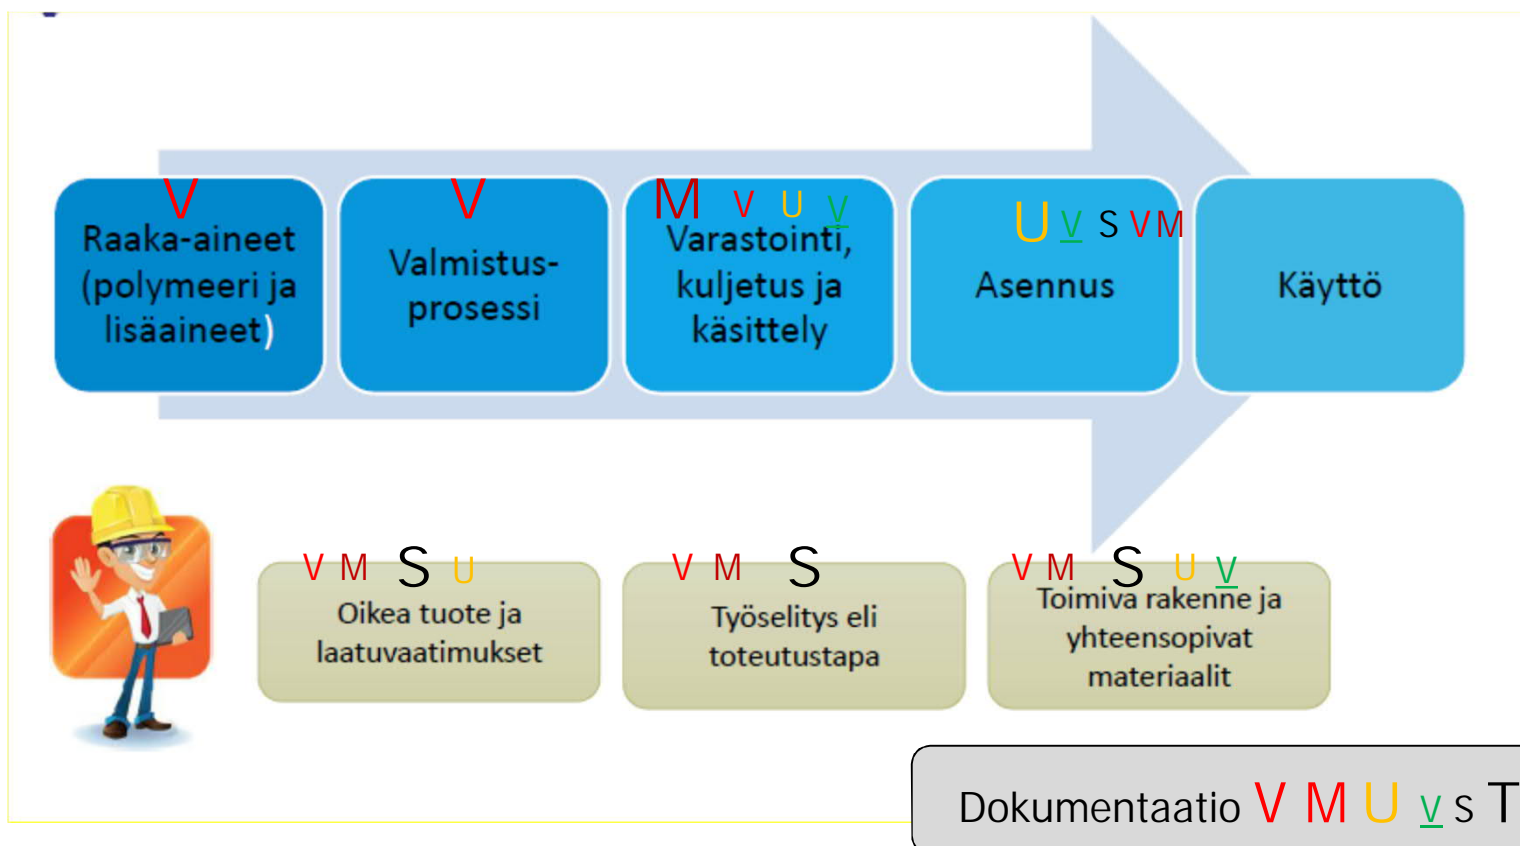 V
Raaka-aineet
(polymeeri ja
lisäaineet)
V
Valmistus-
prosessi
M V U V
Varastointi,
kuljetus ja
käsittely
U V S V M
Asennus
Käyttö
V M S U
Oikea tuote ja
laatuvaatimukset
V M S
Työselitys eli
toteutustapa
V M S U V
Toimiva rakenne ja
yhteensopivat
materiaalit
Dokumentaatio V M U V S T